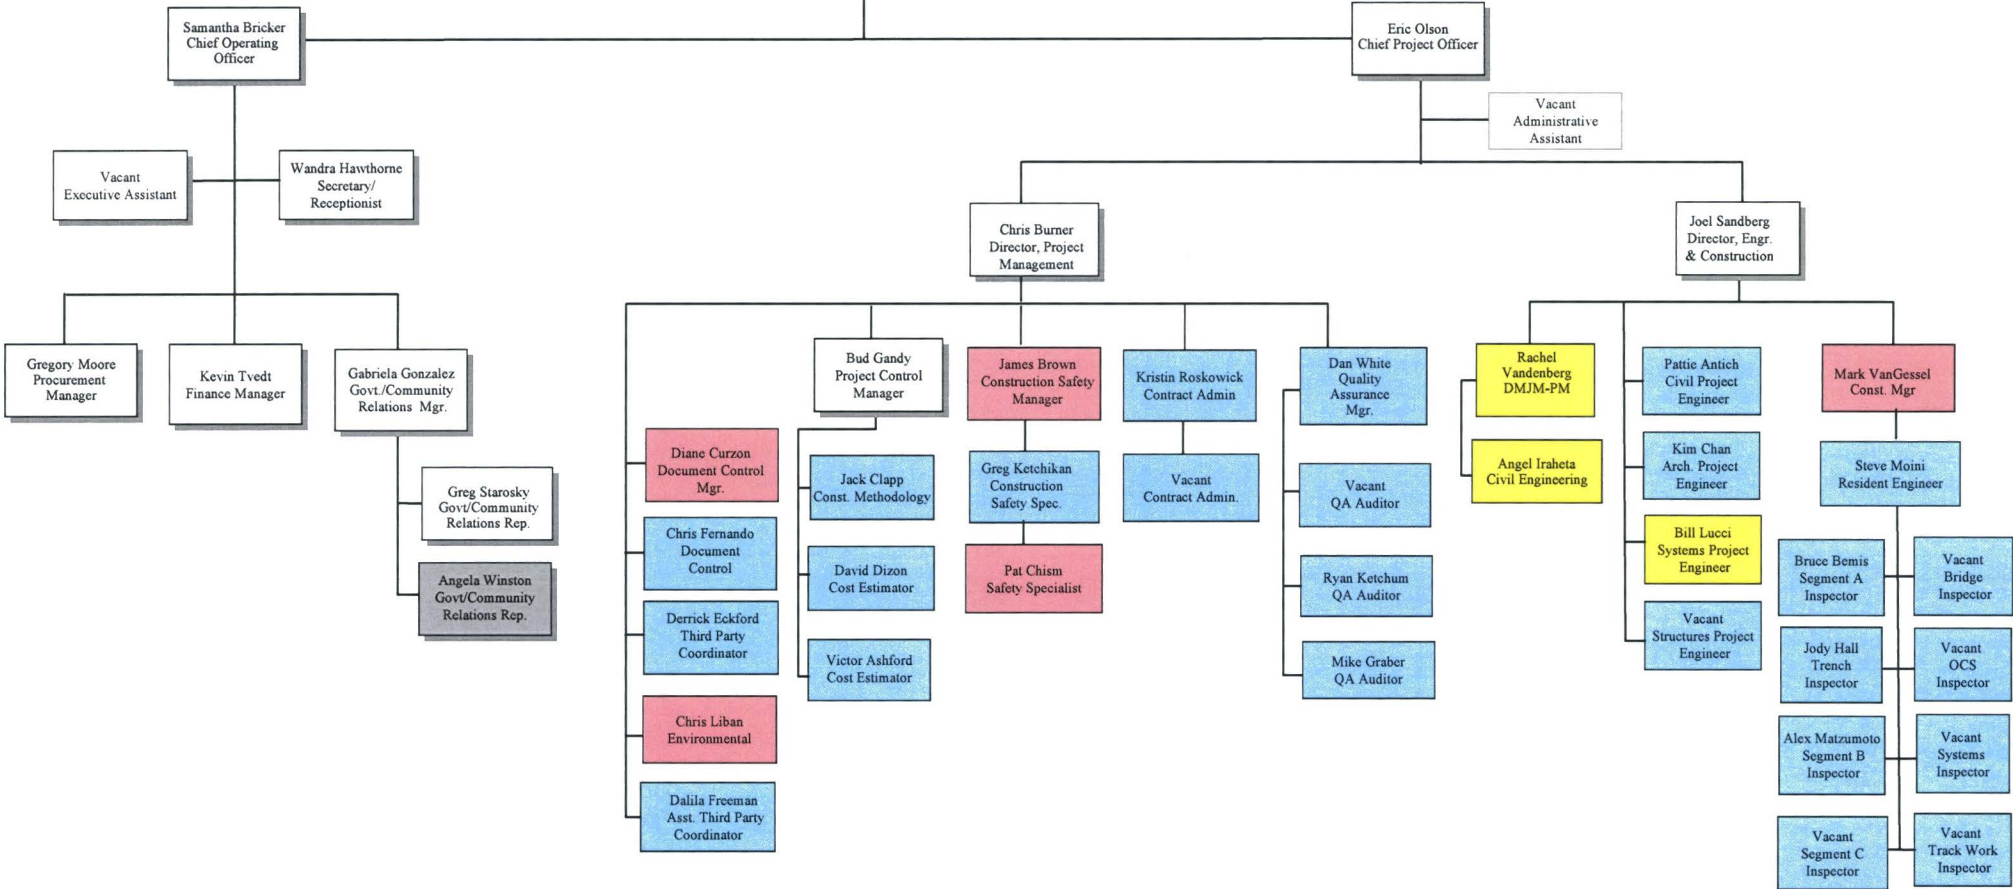 Samantha Bricker
Chief Operating
Officer
Eric Olson
Chief Project Officer
Vacant
Administrative
Assistant
Vacant
Executive Assistant
Wandra Hawthorne
Secretary/
Receptionist
Chris Burner
Director, Project
Management
Joel Sandberg
Director, Engr.
& Construction
Gregory Moore
Procurement
Manager
Kevin Tvedt
Finance Manager
Gabriela Gonzalez
Govt./Community
Relations Mgr.
Greg Starosky
Govt/Community
Relations Rep.
Angela Winston
Govt/Community
Relations Rep.
Diane Curzon
Document Control
Mgr.
Chris Fernando
Document
Control
Derrick Eckford
Third Party
Coordinator
Chris Liban
Environmental
Dalila Freeman
Asst. Third Party
Coordinator
Bud Gandy
Project Control
Manager
Jack Clapp
Const. Methodology
David Dizon
Cost Estimator
Victor Ashford
Cost Estimator
James Brown
Construction Safety
Manager
Greg Ketchikan
Construction
Safety Spec.
Pat Chism
Safety Specialist
Kristin Roskowick
Contract Admin
Vacant
Contract Admin.
Dan White
Quality
Assurance
Mgr.
Vacant
QA Auditor
Ryan Ketchum
QA Auditor
Mike Graber
QA Auditor
Rachel
Vandenberg
DMJM-PM
Angel Iraheta
Civil Engineering
Pattie Antich
Civil Project
Engineer
Kim Chan
Arch. Project
Engineer
Bill Lucci
Systems Project
Engineer
Vacant
Structures Project
Engineer
Mark VanGessel
Const. Mgr
Steve Moini
Resident Engineer
Bruce Bemis
Segment A
Inspector
Vacant
Bridge
Inspector
Jody Hall
Trench
Inspector
Vacant
OCS
Inspector
Alex Matzumoto
Segment B
Inspector
Vacant
Systems
Inspector
Vacant
Segment C
Inspector
Vacant
Track Work
Inspector